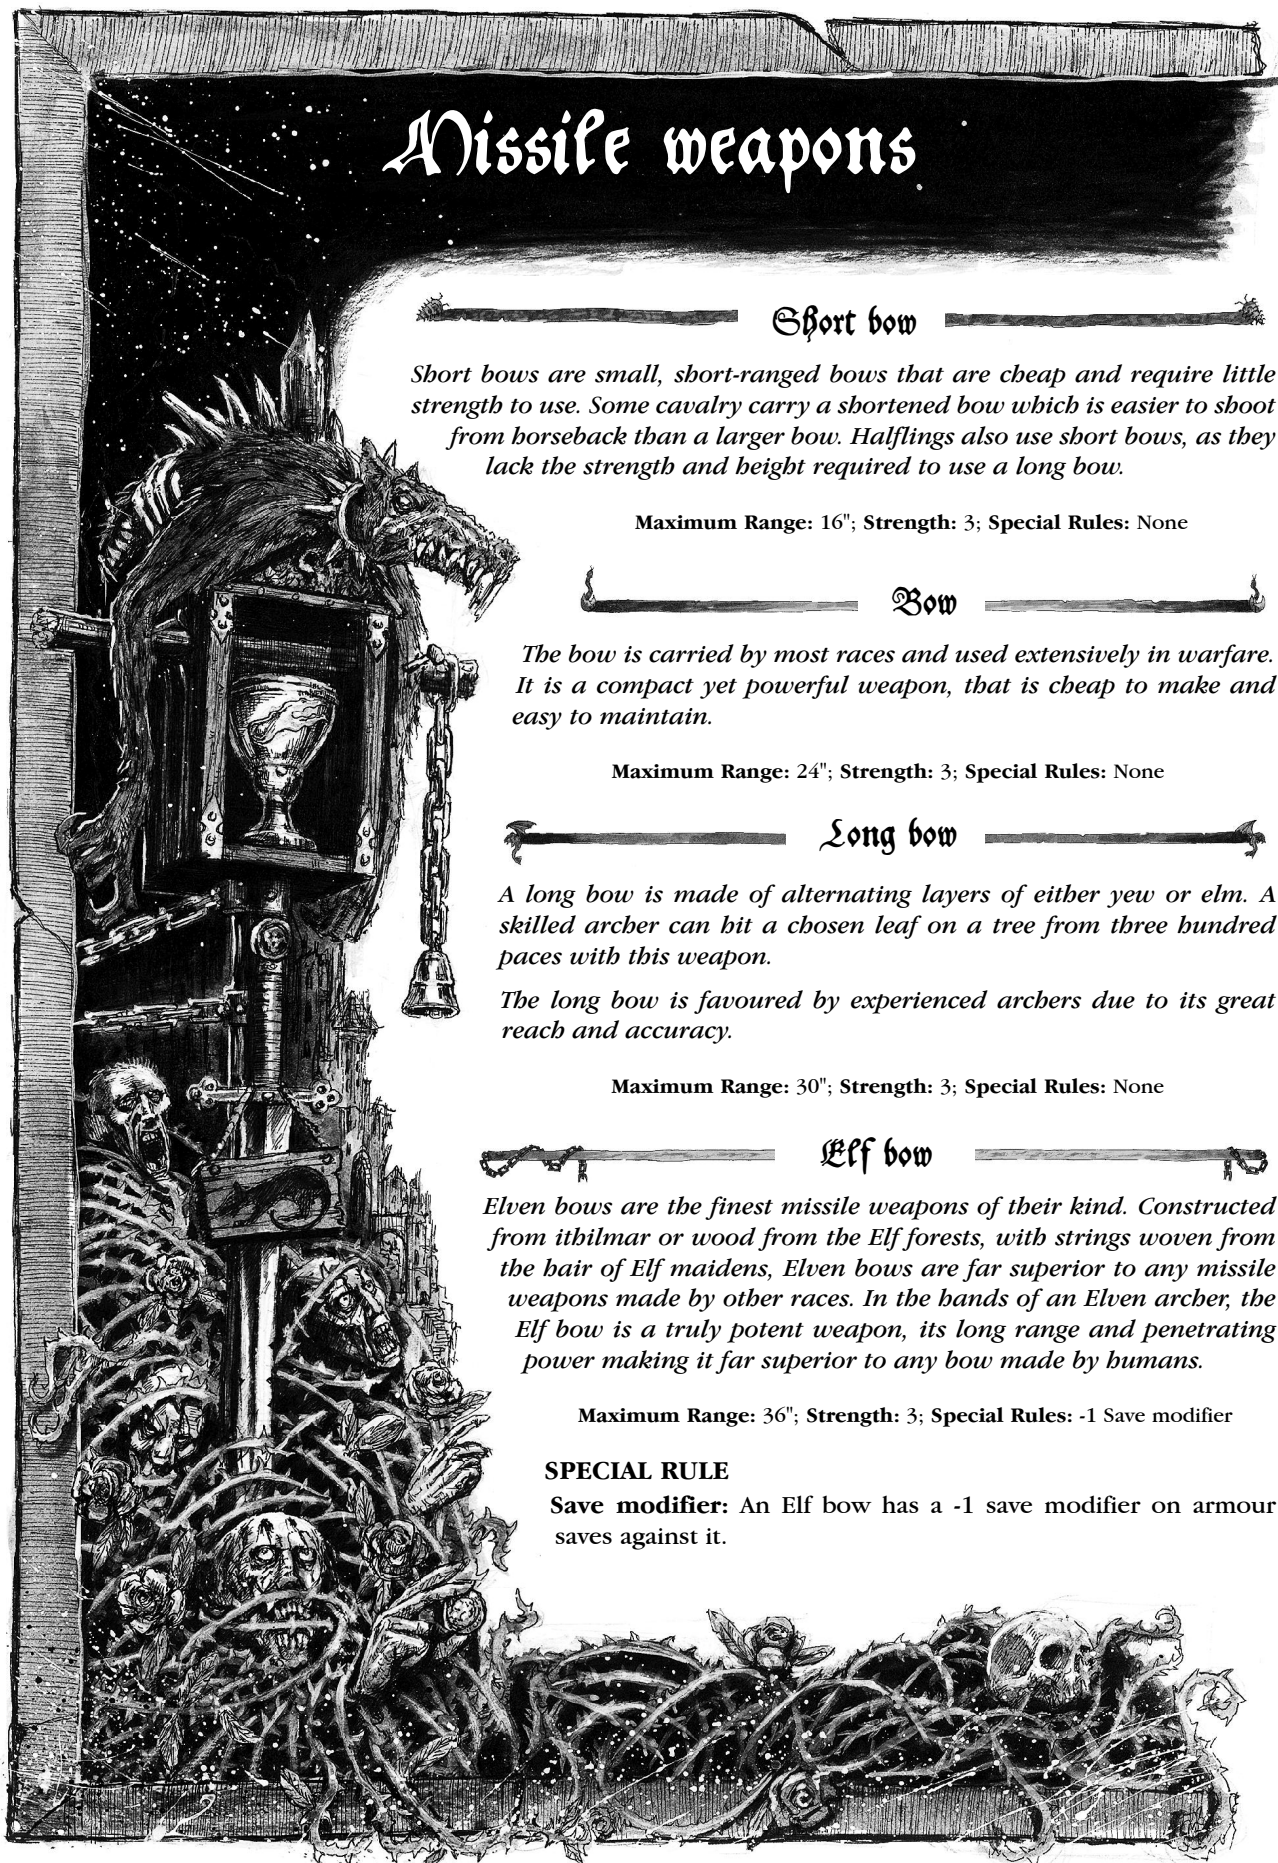 Missile weapons
Short bow
Short bows are small, short-ranged bows that are cheap and require little
strength to use. Some cavalry carry a shortened bow which is easier to shoot
from horseback than a larger bow. Halflings also use short bows, as they
lack the strength and height required to use a long bow.
Maximum Range: 16"; Strength: 3; Special Rules: None
Bow
The bow is carried by most races and used extensively in warfare.
It is a compact yet powerful weapon, that is cheap to make and
easy to maintain.
Maximum Range: 24"; Strength: 3; Special Rules: None
Long bow
A long bow is made of alternating layers of either yew or elm. A
skilled archer can hit a chosen leaf on a tree from three hundred
paces with this weapon.
The long bow is favoured by experienced archers due to its great
reach and accuracy.
Maximum Range: 30"; Strength: 3; Special Rules: None
Elf bow
Elven bows are the finest missile weapons of their kind. Constructed
from ithilmar or wood from the Elf forests, with strings woven from
the hair of Elf maidens, Elven bows are far superior to any missile
weapons made by other races. In the hands of an Elven archer, the
Elf bow is a truly potent weapon, its long range and penetrating
power making it far superior to any bow made by humans.
Maximum Range: 36"; Strength: 3; Special Rules: -1 Save modifier
SPECIAL RULE
Save modifier: An Elf bow has a -1 save modifier on armour
saves against it.